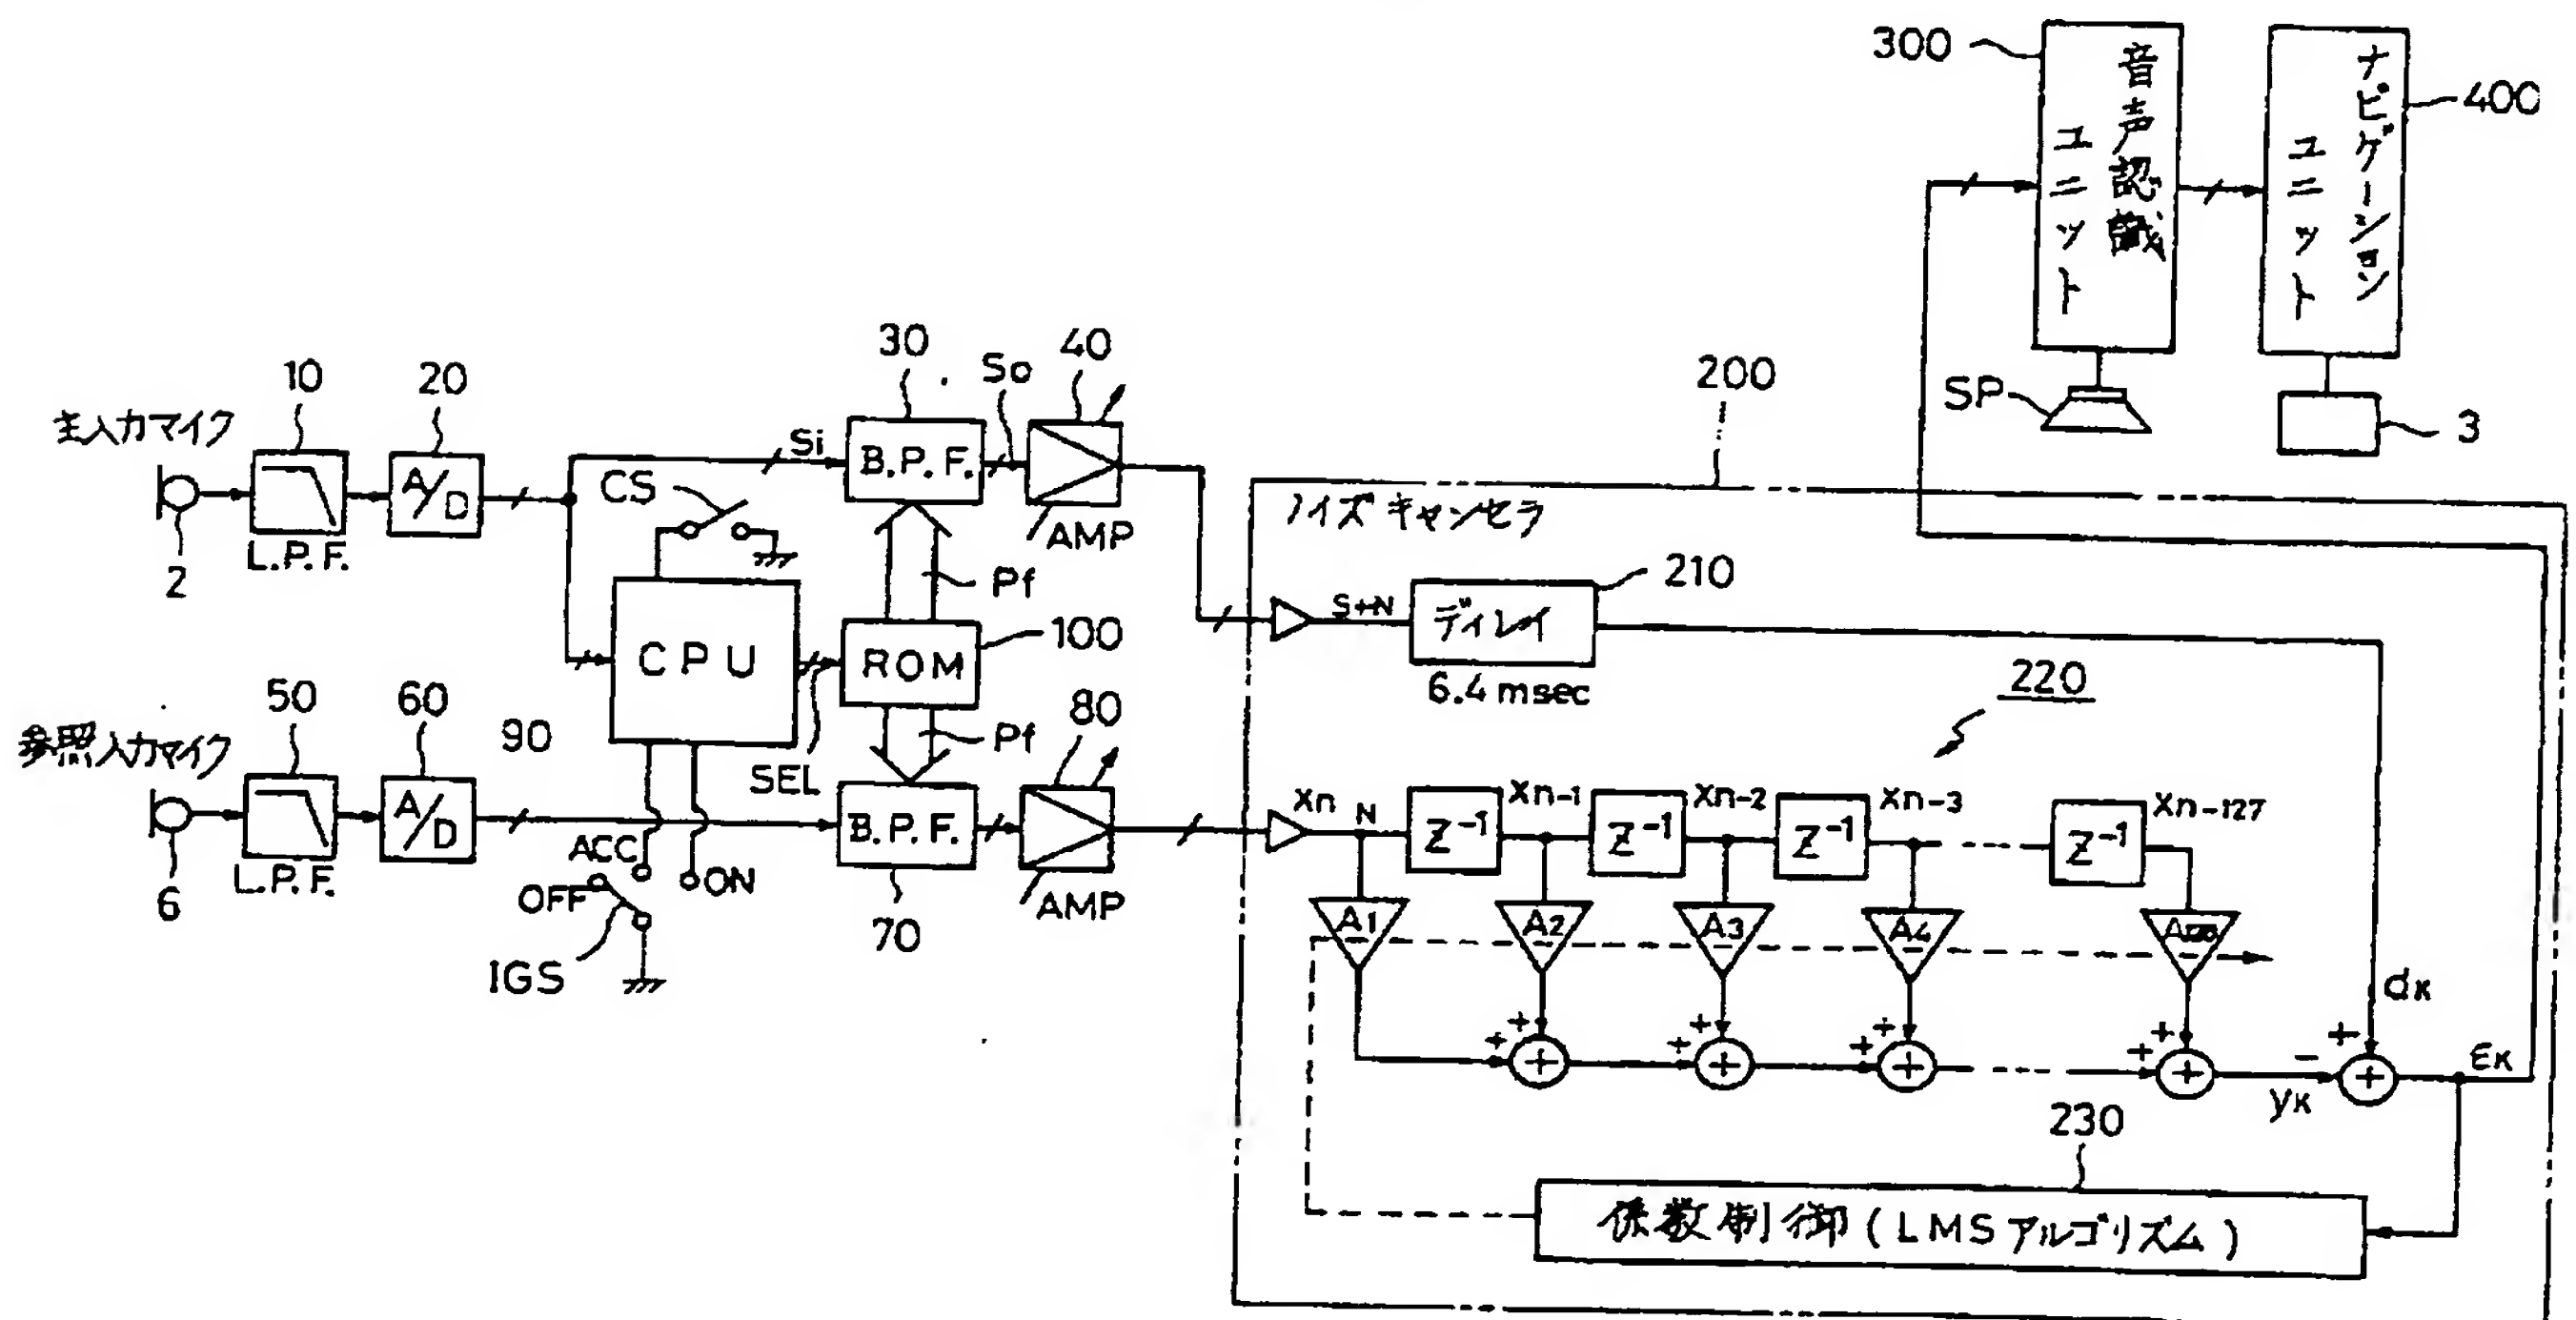 300
音声認識
ユニット
ナビゲーション
ユニット
400
SP
3
主入力マイク
2
10
L.P.F.
20
A/D
Si
30
B.P.F.
So
40
AMP
CS
CPU
90
SEL
ROM
100
Pf
Pf
参照入力マイク
6
50
L.P.F.
60
A/D
ACC
OFF
ON
IGS
B.P.F.
70
80
AMP
200
ノイズキャンセラ
S+N
ディレイ
210
6.4 msec
220
Xn
N
Z⁻¹
Xn-1
Z⁻¹
Xn-2
Z⁻¹
Xn-3
Z⁻¹
Xn-127
A1
A2
A3
A4
dK
+
+
+
+
+
+
+
+
+
-
+
+
+
+
+
+
yK
εK
230
係数制御(LMSアルゴリズム)